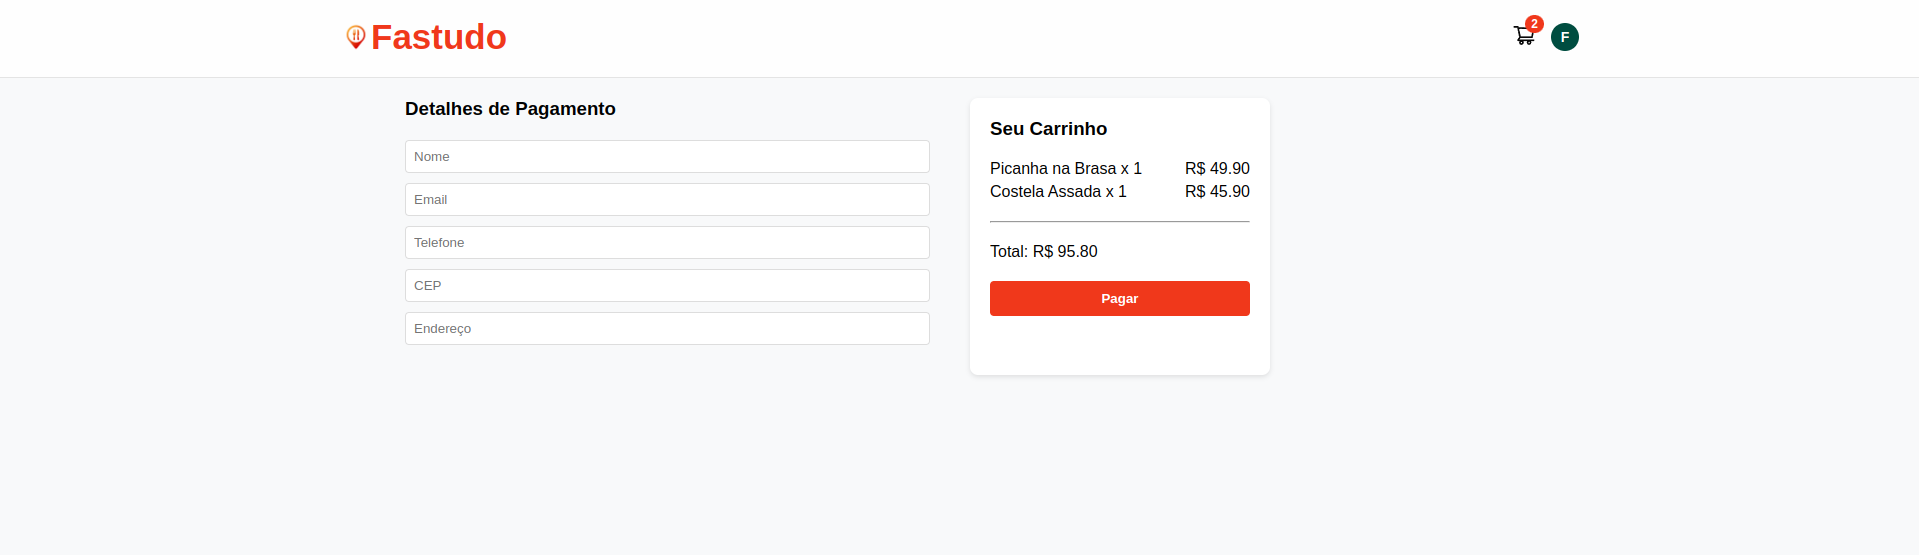 Fastudo
2
F
Detalhes de Pagamento
Nome
Email
Telefone
CEP
Endereço
Seu Carrinho
Picanha na Brasa x 1 R$ 49.90
Costela Assada x 1 R$ 45.90
Total: R$ 95.80
Pagar